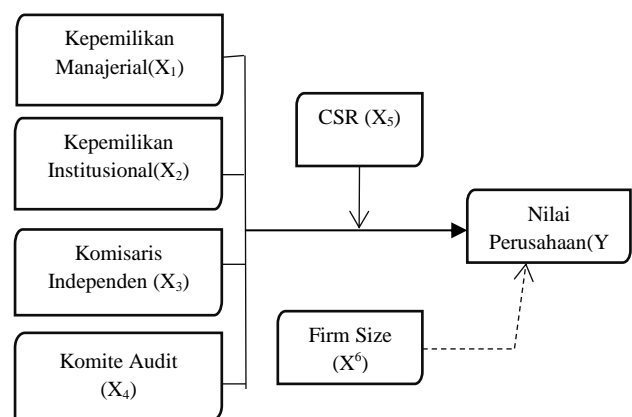 Kepemilikan
Manajerial(X₁)
Kepemilikan
Institusional(X₂)
Komisaris
Independen (X₃)
Komite Audit
(X₄)
CSR (X₅)
Nilai
Perusahaan(Y
Firm Size
(X⁶)